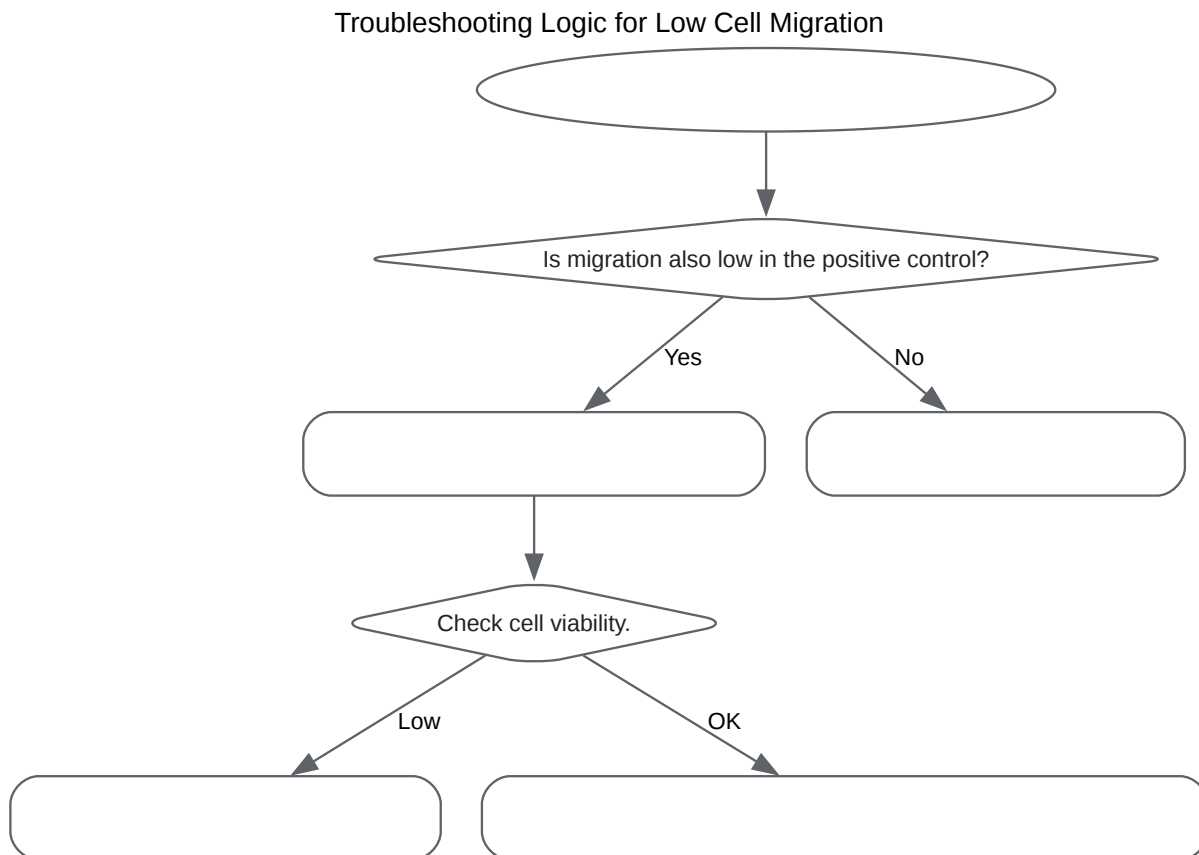 Troubleshooting Logic for Low Cell Migration
Is migration also low in the positive control?
Yes
No
Check cell viability.
Low
OK